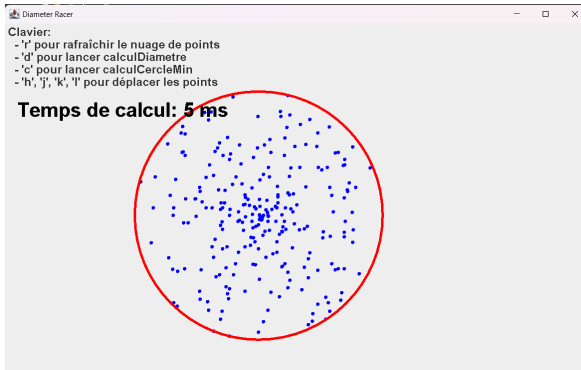 Diameter Racer
Clavier:
- 'r' pour rafraîchir le nuage de points
- 'd' pour lancer calculDiametre
- 'c' pour lancer calculCercleMin
- 'h', 'j', 'k', 'l' pour déplacer les points
Temps de calcul: 5 ms